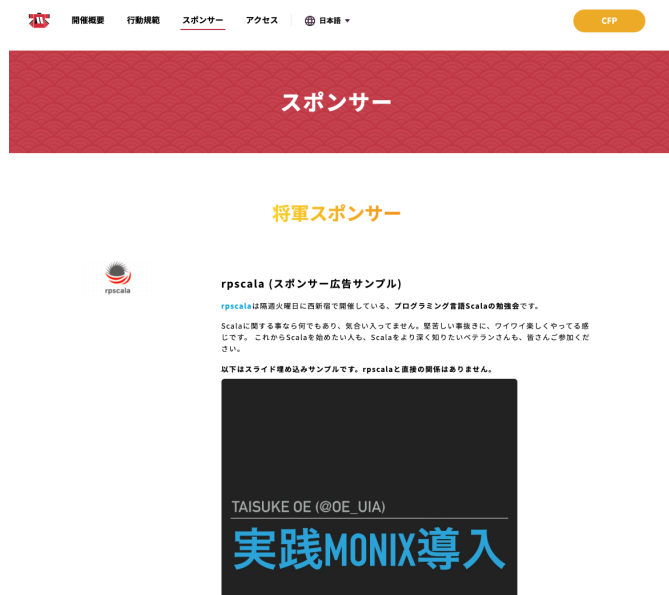 開催概要
行動規範
スポンサー
アクセス
日本語
CFP
スポンサー
将軍スポンサー
rpscala
rpscala (スポンサー広告サンプル)
rpscalaは隔週火曜日に西新宿で開催している、プログラミング言語Scalaの勉強会です。
Scalaに関する事なら何でもあり、気合い入ってません。堅苦しい事抜きに、ワイワイ楽しくやってる感
じです。 これからScalaを始めたい人も、Scalaをより深く知りたいベテランさんも、皆さんご参加くだ
さい。
以下はスライド埋め込みサンプルです。rpscalaと直接の関係はありません。
TAISUKE OE (@OE_UIA)
実践MONIX導入